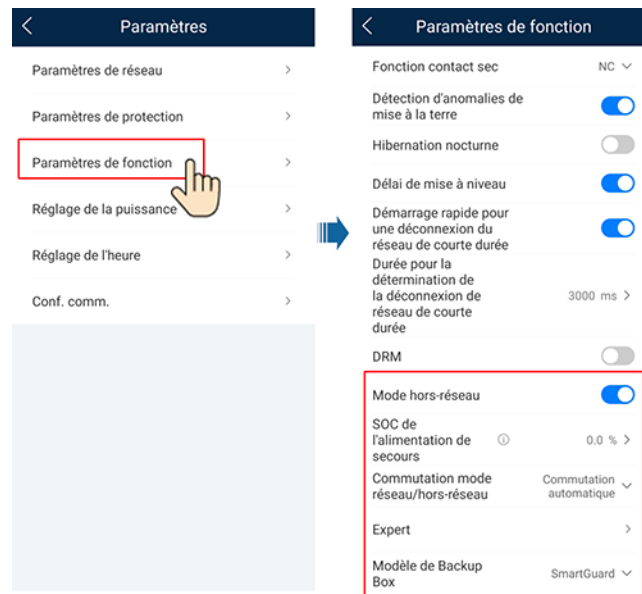 Paramètres
Paramètres de réseau
Paramètres de protection
Paramètres de fonction
Réglage de la puissance
Réglage de l'heure
Conf. comm.
Paramètres de fonction
Fonction contact sec NC
Détection d'anomalies de
mise à la terre
Hibernation nocturne
Délai de mise à niveau
Démarrage rapide pour
une déconnexion du
réseau de courte durée
Durée pour la
détermination de
la déconnexion de
réseau de courte
durée
3000 ms
DRM
Mode hors-réseau
SOC de
l'alimentation de
secours
0.0 %
Commutation mode
réseau/hors-réseau
Commutation
automatique
Expert
Modèle de Backup
Box
SmartGuard